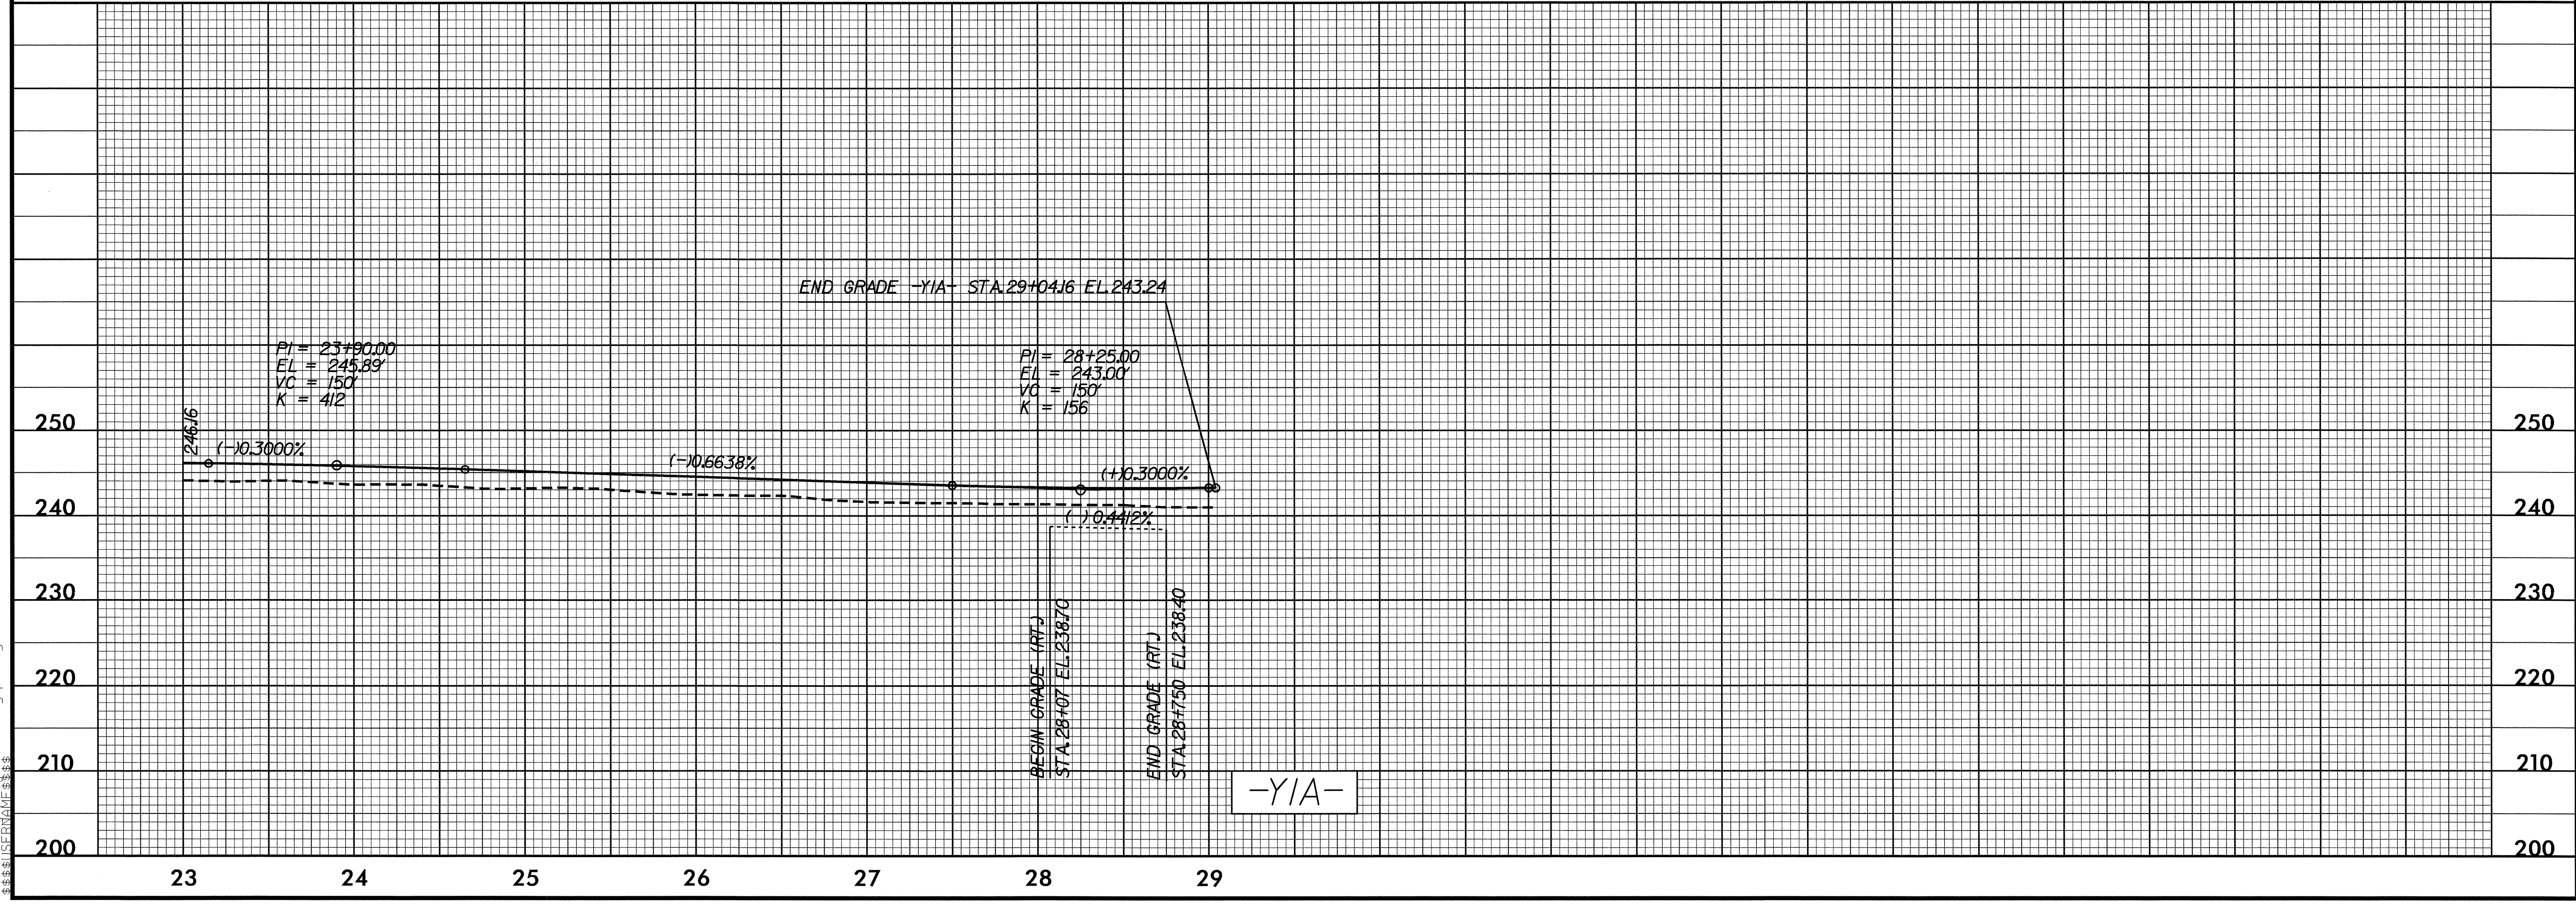 END GRADE -Y1A- STA.29+04.16 EL.243.24
PI = 23+90.00
EL = 245.89'
VC = 150'
K = 412
PI = 28+25.00
EL = 243.00'
VC = 150'
K = 156
246.16
(-)0.3000%
(-)0.6638%
(+)0.3000%
( )0.4412%
BEGIN GRADE (RT.)
STA.28+07 EL.238.70
END GRADE (RT.)
STA.28+750 EL.238.40
-Y1A-
250
240
230
220
210
200
250
240
230
220
210
200
23 24 25 26 27 28 29
$$$$USERNAME$$$$